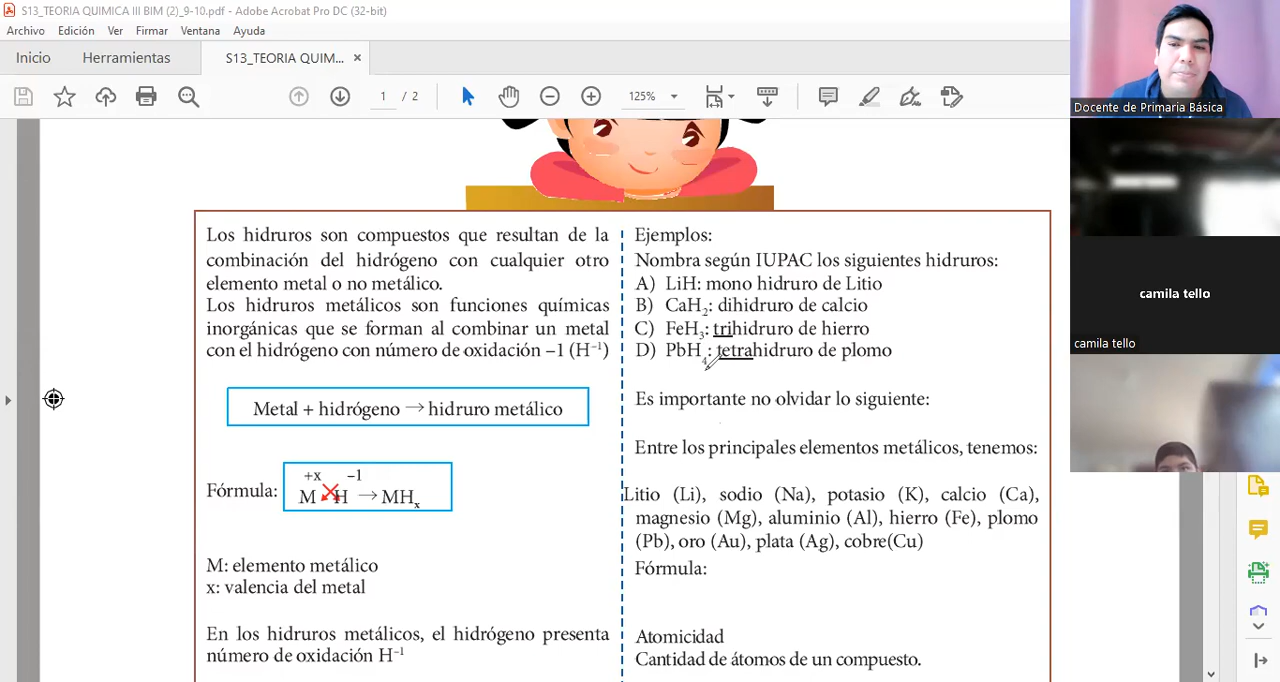 S13_TEORIA QUIMICA III BIM (2)_9-10.pdf - Adobe Acrobat Pro DC (32-bit)
Archivo Edición Ver Firmar Ventana Ayuda
Inicio Herramientas S13_TEORIA QUIM... ×
1 / 2 125%
Los hidruros son compuestos que resultan de la
combinación del hidrógeno con cualquier otro
elemento metal o no metálico.
Los hidruros metálicos son funciones químicas
inorgánicas que se forman al combinar un metal
con el hidrógeno con número de oxidación –1 (H⁻¹)
Metal + hidrógeno → hidruro metálico
+x –1
Fórmula: M H → MHₓ
M: elemento metálico
x: valencia del metal
En los hidruros metálicos, el hidrógeno presenta
número de oxidación H⁻¹
Ejemplos:
Nombra según IUPAC los siguientes hidruros:
A) LiH: mono hidruro de Litio
B) CaH₂: dihidruro de calcio
C) FeH₃: trihidruro de hierro
D) PbH₄: tetrahidruro de plomo
Es importante no olvidar lo siguiente:
Entre los principales elementos metálicos, tenemos:
Litio (Li), sodio (Na), potasio (K), calcio (Ca),
magnesio (Mg), aluminio (Al), hierro (Fe), plomo
(Pb), oro (Au), plata (Ag), cobre(Cu)
Fórmula:
Atomicidad
Cantidad de átomos de un compuesto.
Docente de Primaria Básica
camila tello
camila tello